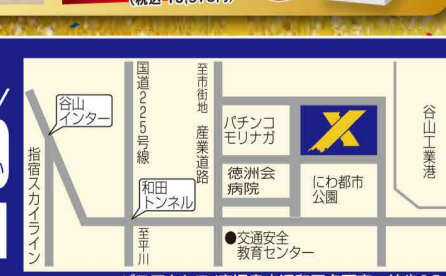 谷山
インター
指宿スカイライン
国道225号線
至市街地 産業道路
パチンコ
モリナガ
徳洲会
病院
にわ都市
公園
谷山工業港
和田
トンネル
至平川
●交通安全
教育センター